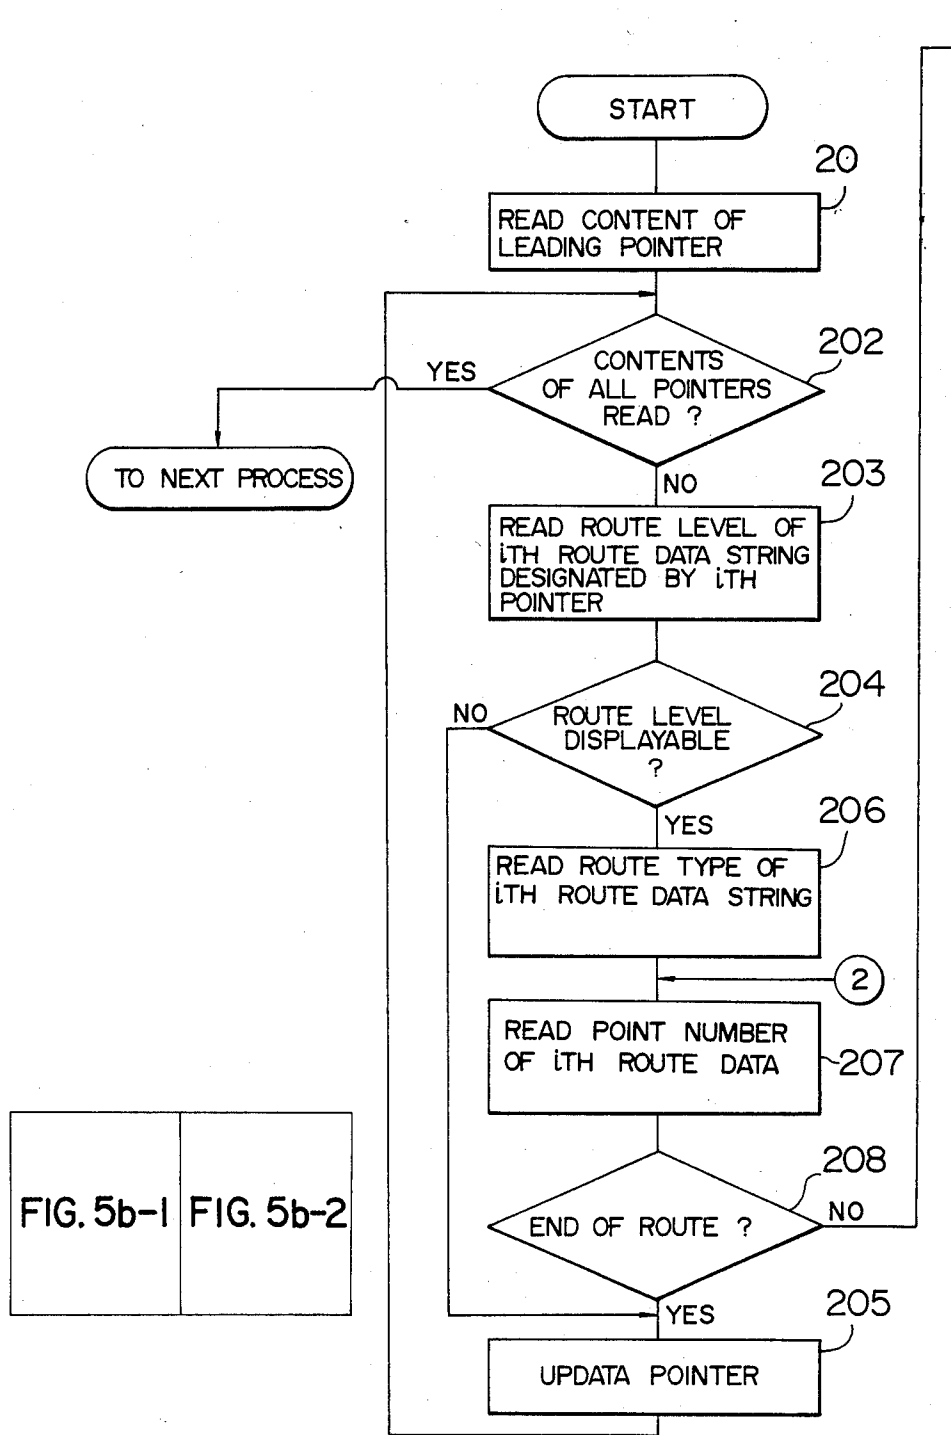 START
20
READ CONTENT OF
LEADING POINTER
202
CONTENTS
OF ALL POINTERS
READ ?
YES
TO NEXT PROCESS
NO
203
READ ROUTE LEVEL OF
iTH ROUTE DATA STRING
DESIGNATED BY iTH
POINTER
204
ROUTE LEVEL
DISPLAYABLE
?
NO
YES
206
READ ROUTE TYPE OF
iTH ROUTE DATA STRING
2
READ POINT NUMBER
OF iTH ROUTE DATA
207
208
END OF ROUTE ?
NO
YES
205
UPDATA POINTER
FIG. 5b-1
FIG. 5b-2